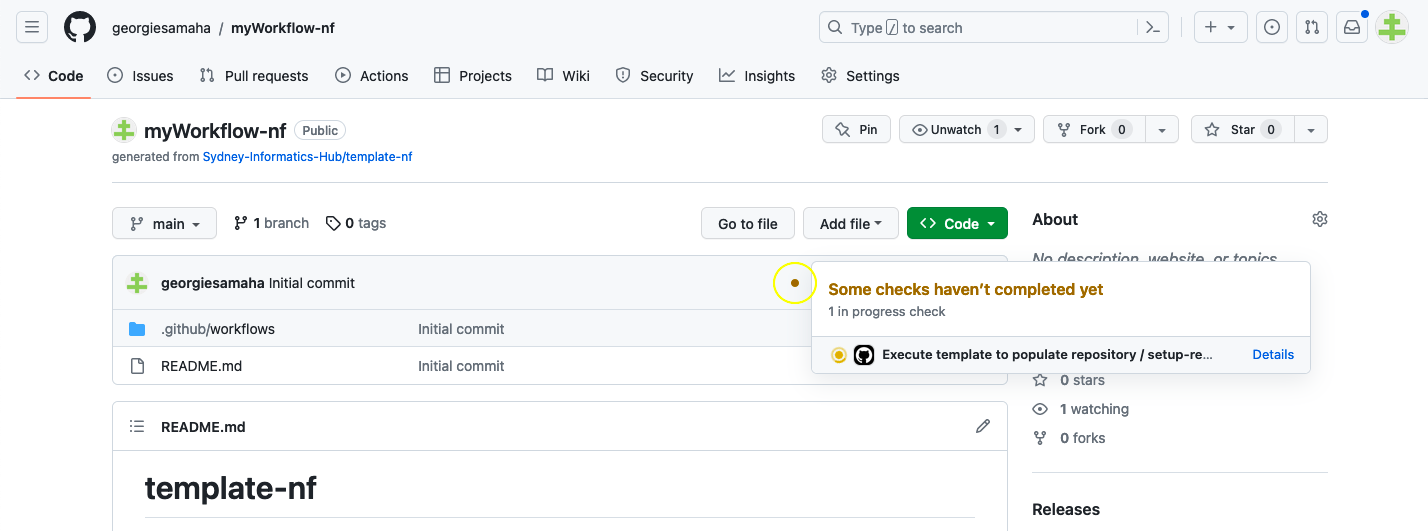 georgiesamaha / myWorkflow-nf
Type / to search
Code Issues Pull requests Actions Projects Wiki Security Insights Settings
myWorkflow-nf Public
Pin Unwatch 1 Fork 0 Star 0
generated from Sydney-Informatics-Hub/template-nf
main 1 branch 0 tags Go to file Add file Code
About
No description, website, or topics
georgiesamaha Initial commit
Some checks haven't completed yet
1 in progress check
.github/workflows Initial commit
Execute template to populate repository / setup-re... Details
README.md Initial commit
0 stars
1 watching
0 forks
README.md
template-nf
Releases